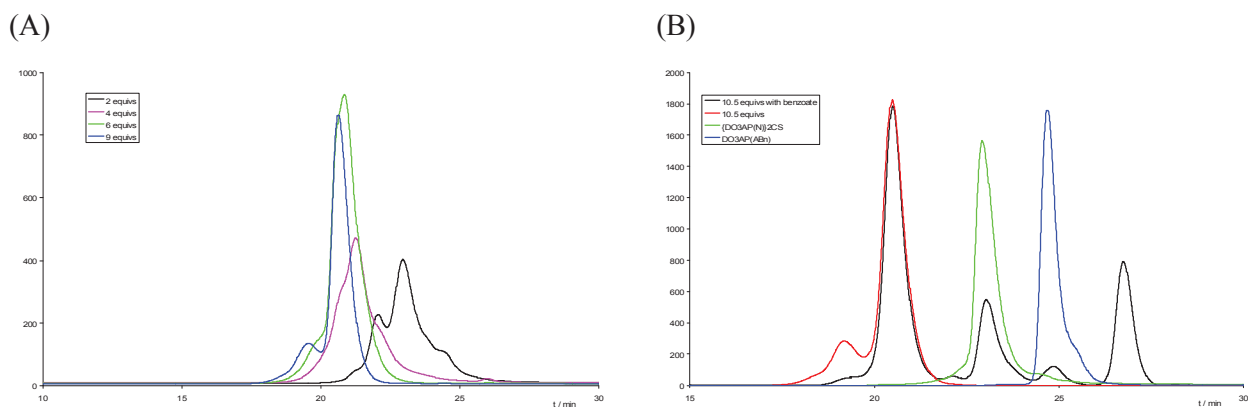 (A)
(B)
1000
800
600
400
200
0
10
15
20
25
30
t / min
2 equivs
4 equivs
6 equivs
9 equivs
2000
1800
1600
1400
1200
1000
800
600
400
200
0
15
20
25
30
t / min
10.5 equivs with benzoate
10.5 equivs
{DO3AP(N)}2CS
DO3AP(ABn)